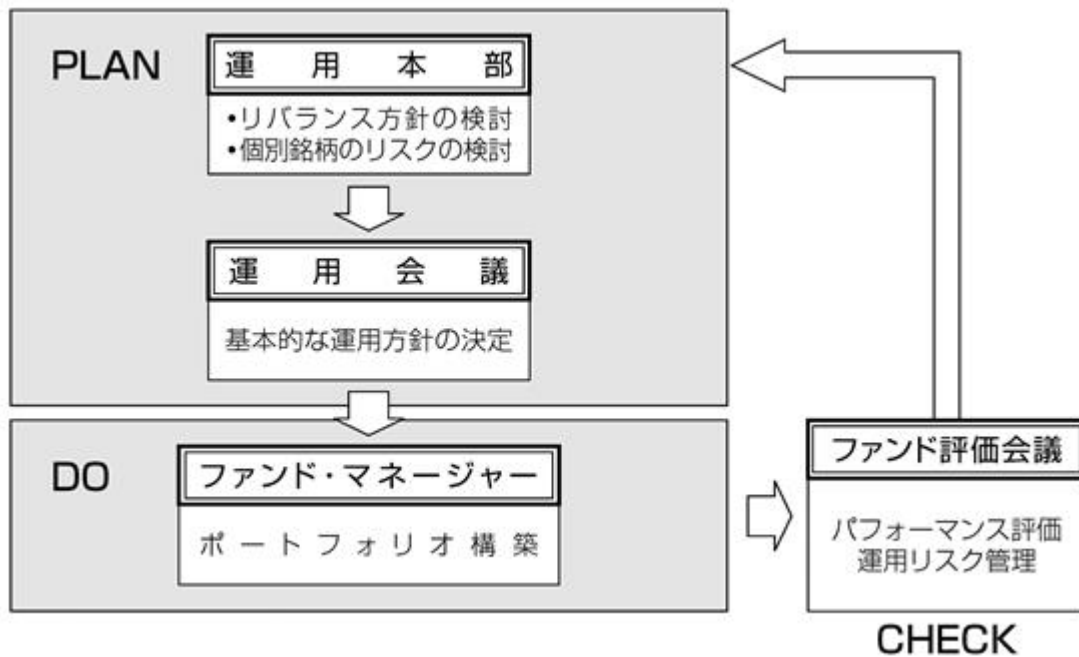 PLAN
運用本部
•リバランス方針の検討
•個別銘柄のリスクの検討
運用会議
基本的な運用方針の決定
DO
ファンド・マネージャー
ポートフォリオ構築
ファンド評価会議
パフォーマンス評価
運用リスク管理
CHECK